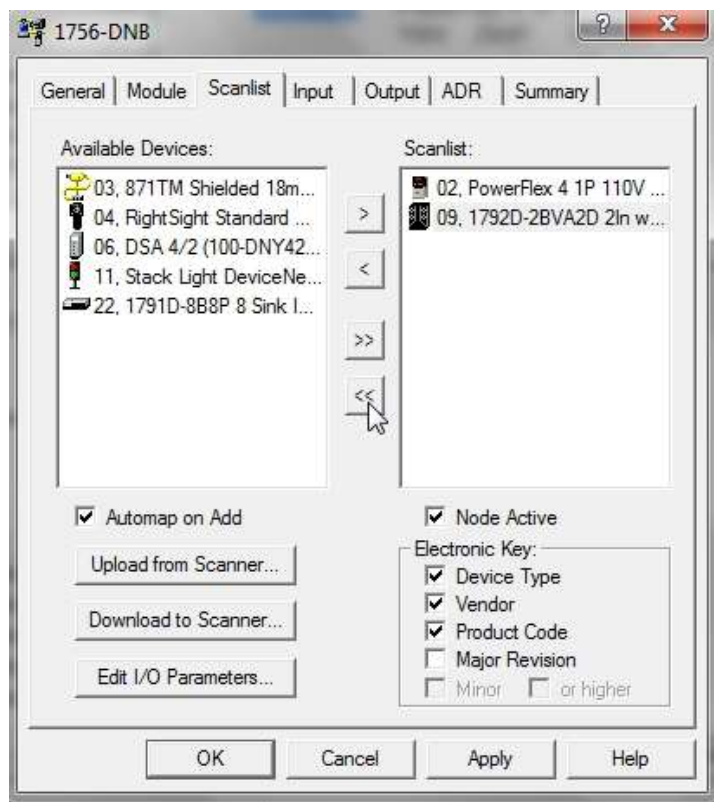 1756-DNB
General Module Scanlist Input Output ADR Summary
Available Devices:
03, 871TM Shielded 18m...
04, RightSight Standard ...
06, DSA 4/2 (100-DNY42...
11, Stack Light DeviceNe...
22, 1791D-8B8P 8 Sink I...
>
<
>>
<<
Scanlist:
02, PowerFlex 4 1P 110V ...
09, 1792D-2BVA2D 2In w...
Automap on Add
Upload from Scanner...
Download to Scanner...
Edit I/O Parameters...
Node Active
Electronic Key:
Device Type
Vendor
Product Code
Major Revision
Minor or higher
OK Cancel Apply Help